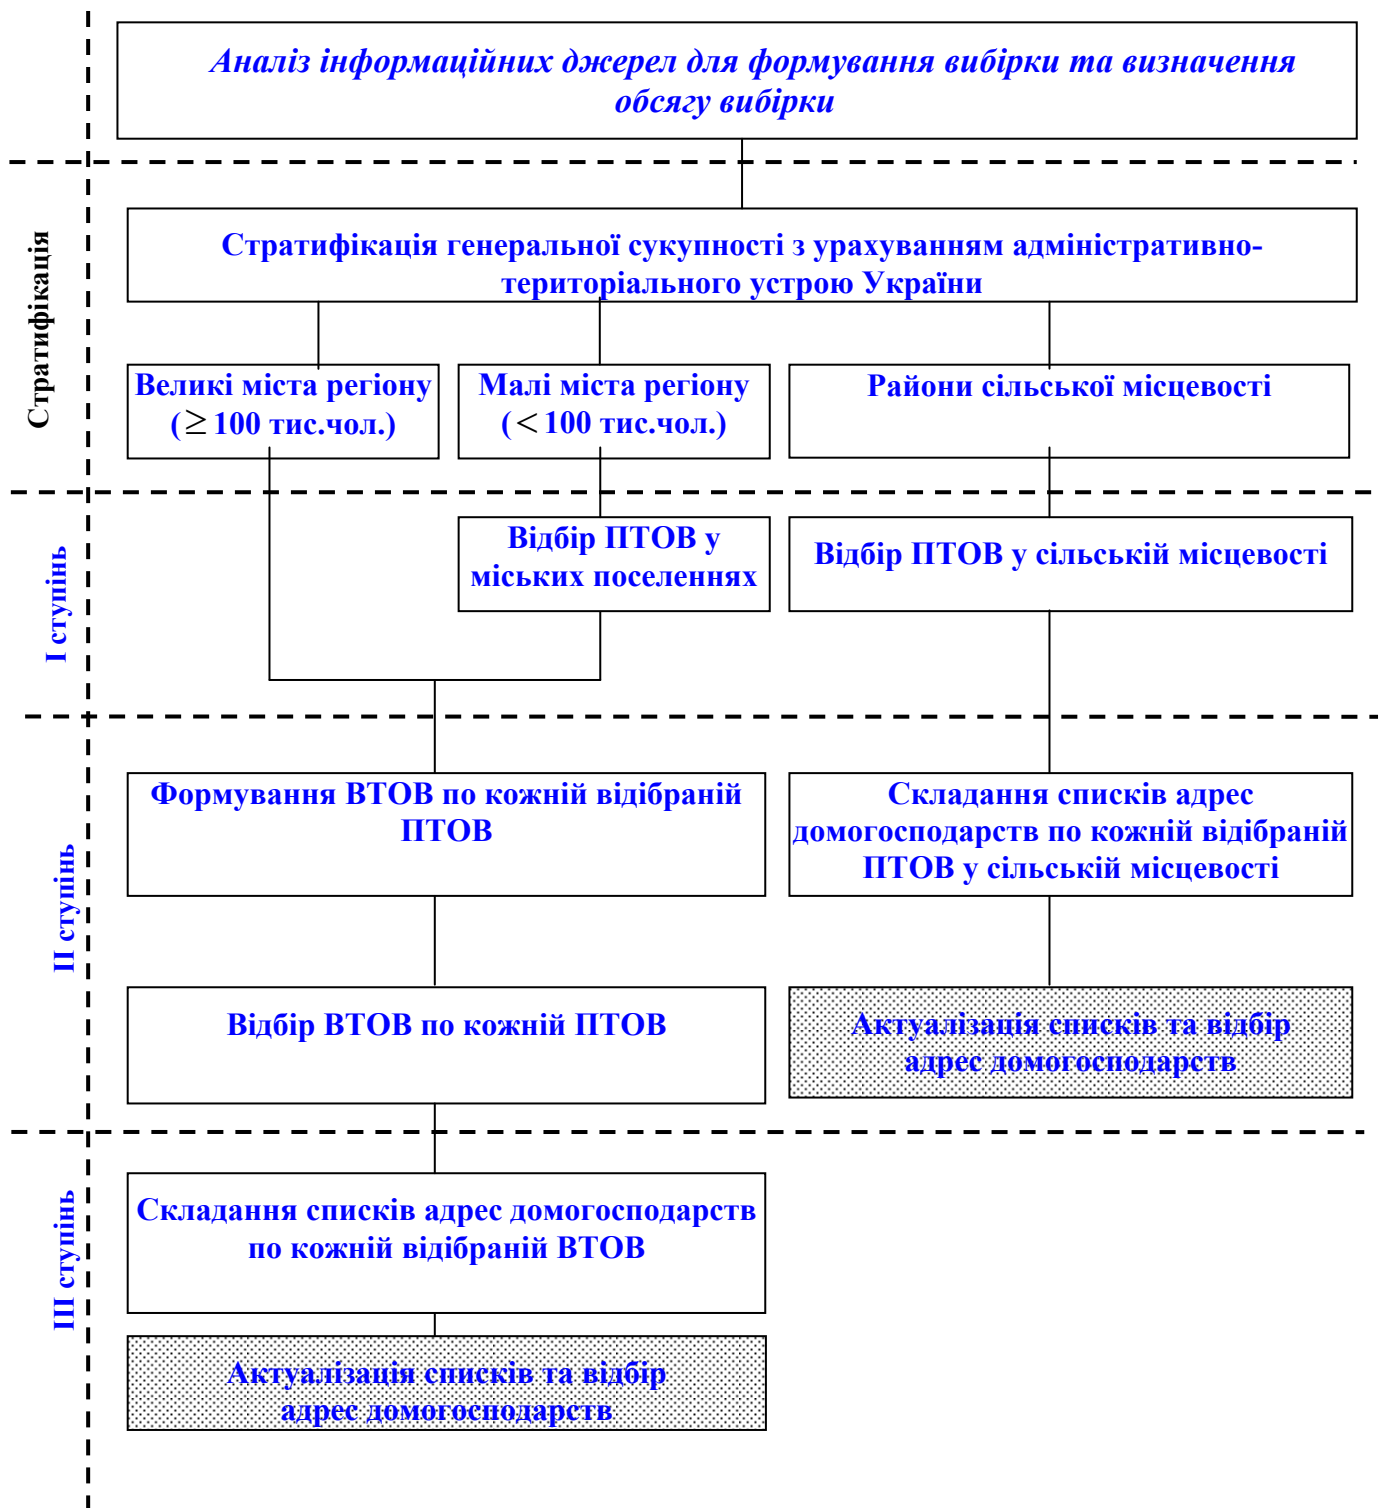 Аналіз інформаційних джерел для формування вибірки та визначення
обсягу вибірки
Стратифікація
Стратифікація генеральної сукупності з урахуванням адміністративно-
територіального устрою України
Великі міста регіону
(≥ 100 тис.чол.)
Малі міста регіону
(< 100 тис.чол.)
Райони сільської місцевості
I ступінь
Відбір ПТОВ у
міських поселеннях
Відбір ПТОВ у сільській місцевості
II ступінь
Формування ВТОВ по кожній відібраній
ПТОВ
Складання списків адрес
домогосподарств по кожній відібраній
ПТОВ у сільській місцевості
Відбір ВТОВ по кожній ПТОВ
Актуалізація списків та відбір
адрес домогосподарств
III ступінь
Складання списків адрес домогосподарств
по кожній відібраній ВТОВ
Актуалізація списків та відбір
адрес домогосподарств